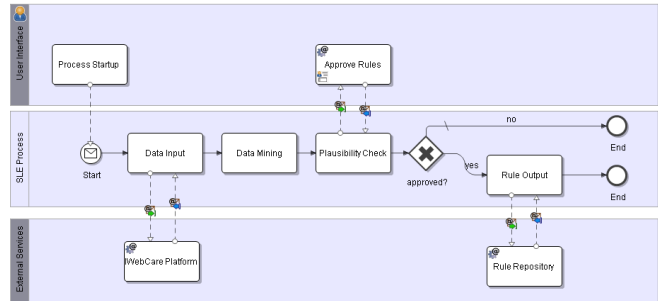 User Interface
Process Startup
Approve Rules
SLE Process
Start
Data Input
Data Mining
Plausibility Check
approved?
no
yes
End
Rule Output
End
External Services
iWebCare Platform
Rule Repository